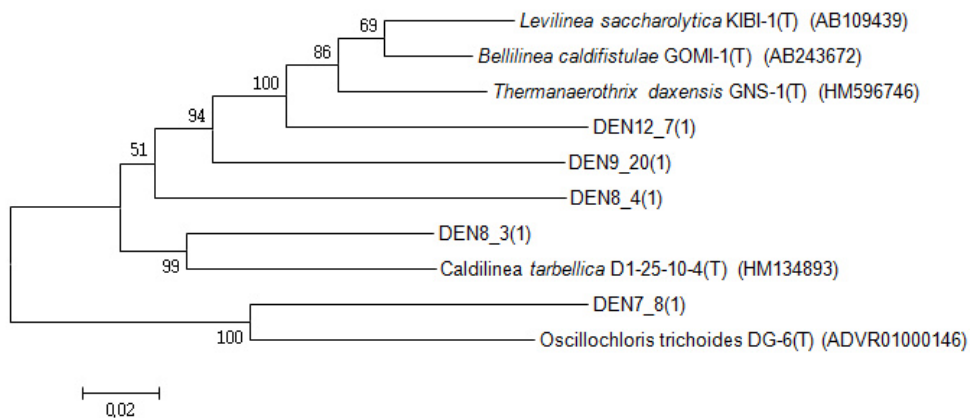 69
Levilinea saccharolytica KIBI-1(T) (AB109439)
86
Bellilinea caldifistulae GOMI-1(T) (AB243672)
100
Thermanaerothrix daxensis GNS-1(T) (HM596746)
94
DEN12_7(1)
51
DEN9_20(1)
DEN8_4(1)
DEN8_3(1)
99
Caldilinea tarbellica D1-25-10-4(T) (HM134893)
DEN7_8(1)
100
Oscillochloris trichoides DG-6(T) (ADVR01000146)
0,02